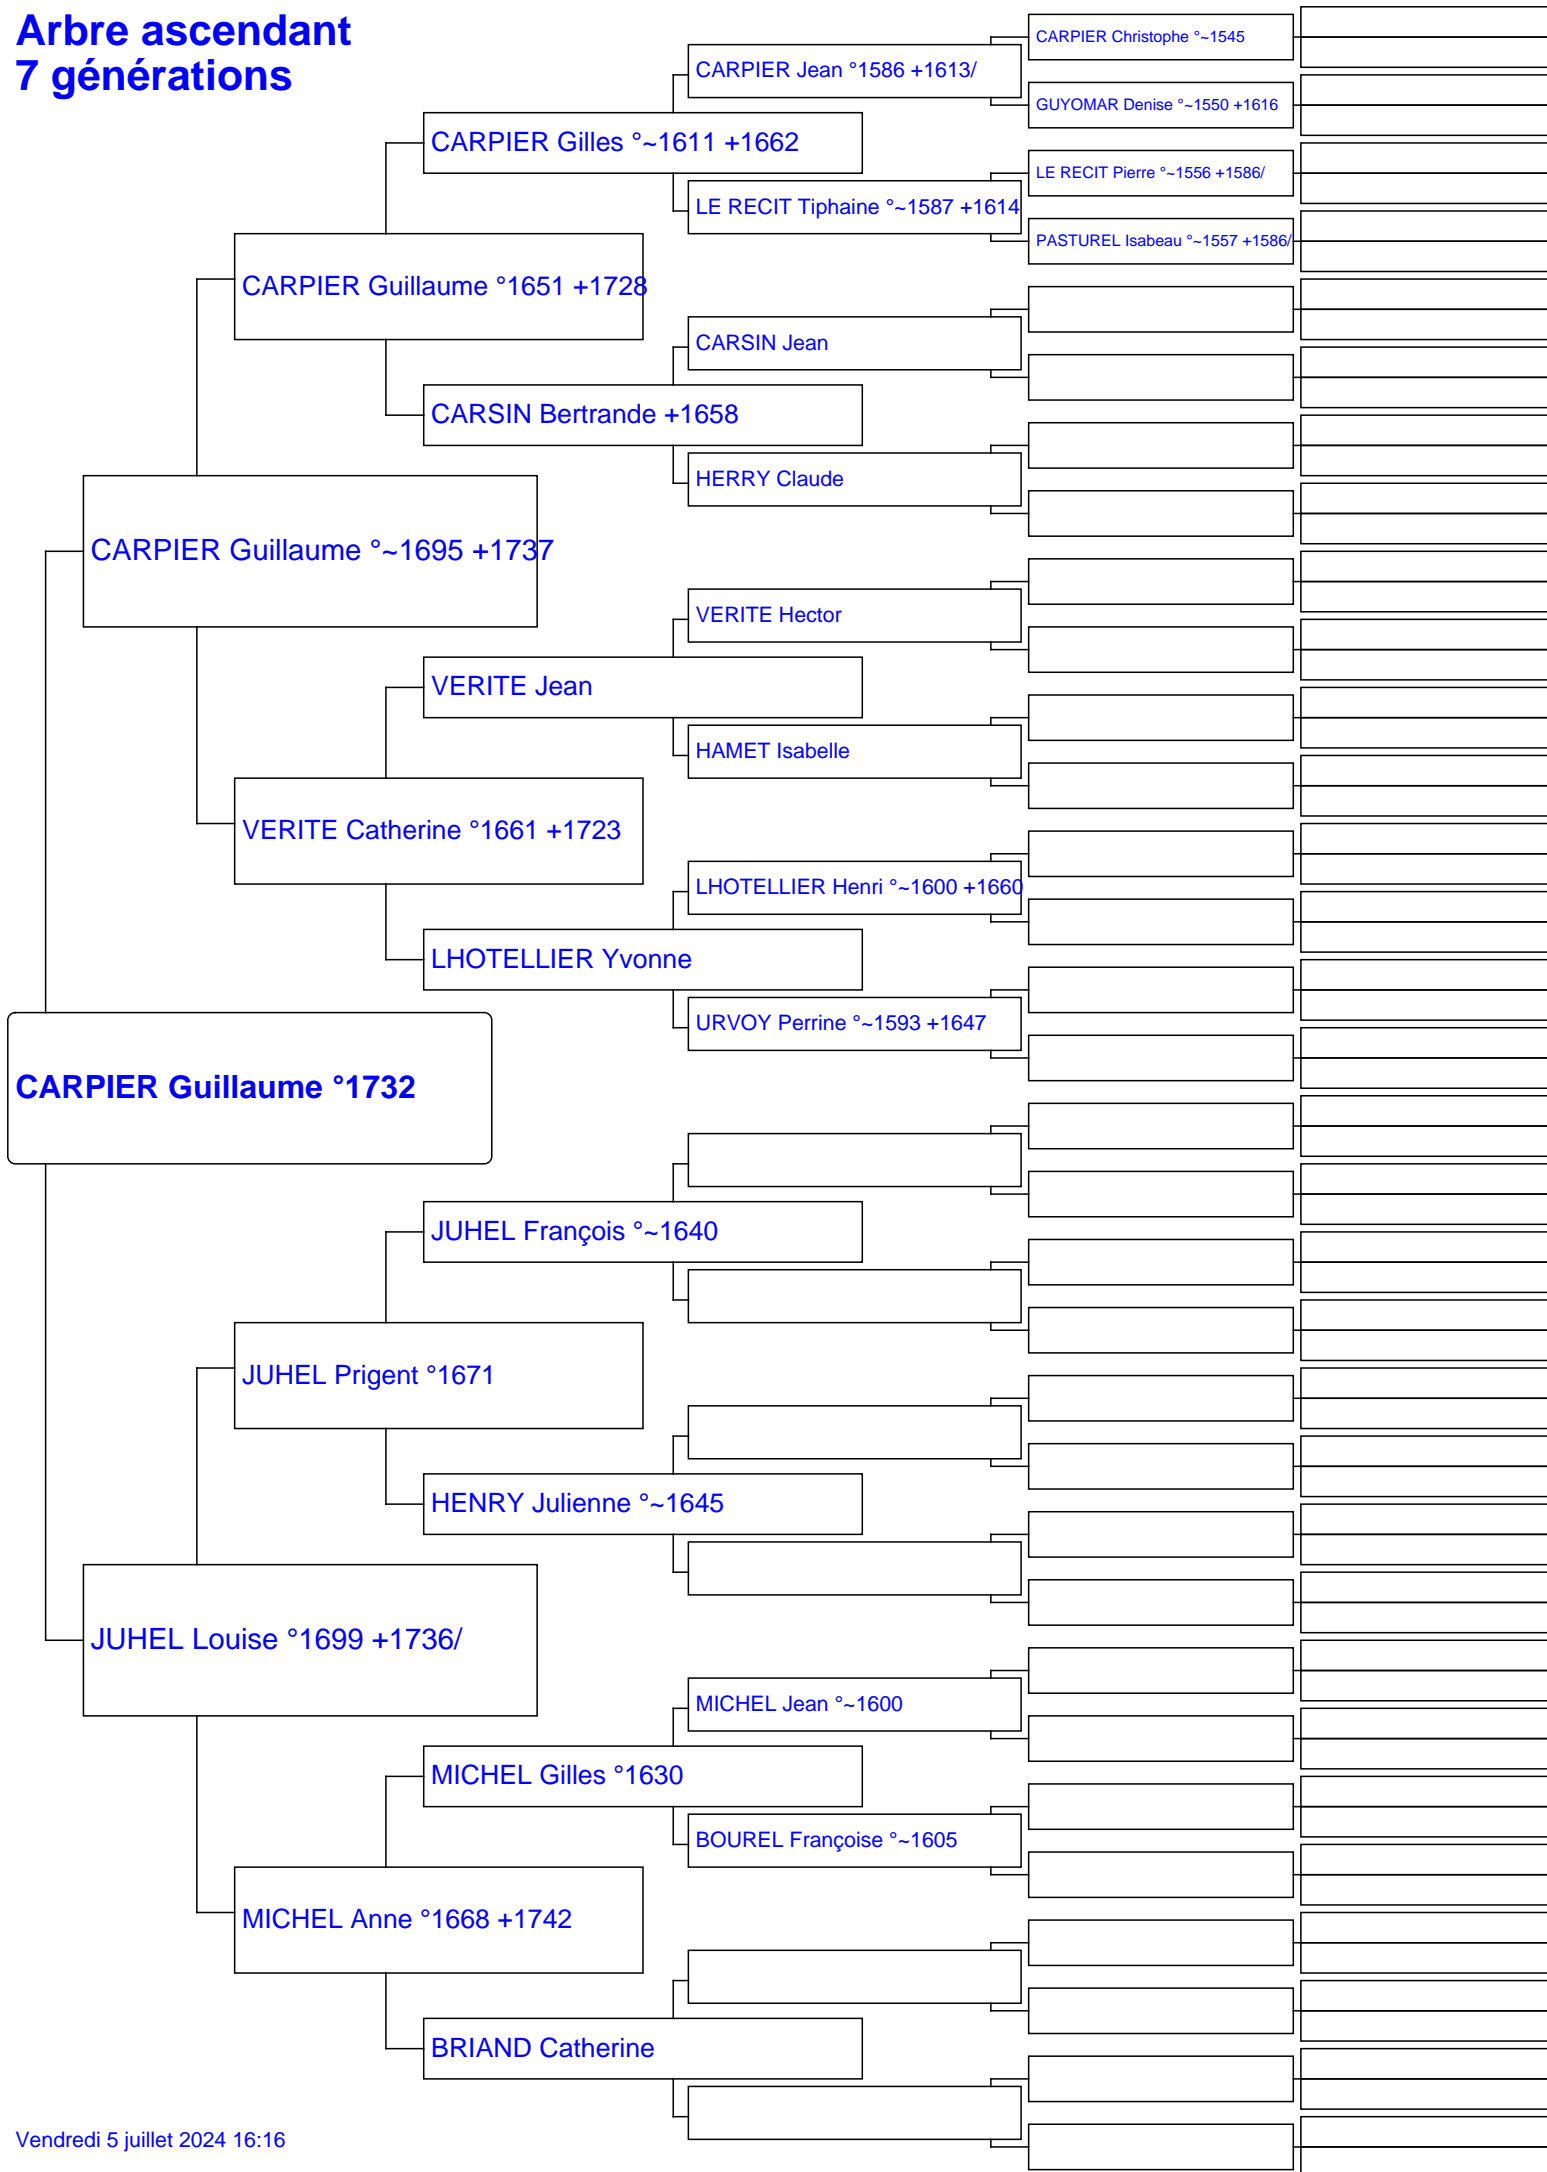 Arbre ascendant
7 générations
CARPIER Christophe °~1545
CARPIER Jean °1586 +1613/
GUYOMAR Denise °~1550 +1616
CARPIER Gilles °~1611 +1662
LE RECIT Pierre °~1556 +1586/
LE RECIT Tiphaine °~1587 +1614
PASTUREL Isabeau °~1557 +1586/
CARPIER Guillaume °1651 +1728
CARSIN Jean
CARSIN Bertrande +1658
HERRY Claude
CARPIER Guillaume °~1695 +1737
VERITE Hector
VERITE Jean
HAMET Isabelle
VERITE Catherine °1661 +1723
LHOTELLIER Henri °~1600 +1660
LHOTELLIER Yvonne
URVOY Perrine °~1593 +1647
CARPIER Guillaume °1732
JUHEL François °~1640
JUHEL Prigent °1671
HENRY Julienne °~1645
JUHEL Louise °1699 +1736/
MICHEL Jean °~1600
MICHEL Gilles °1630
BOUREL Françoise °~1605
MICHEL Anne °1668 +1742
BRIAND Catherine
Vendredi 5 juillet 2024 16:16